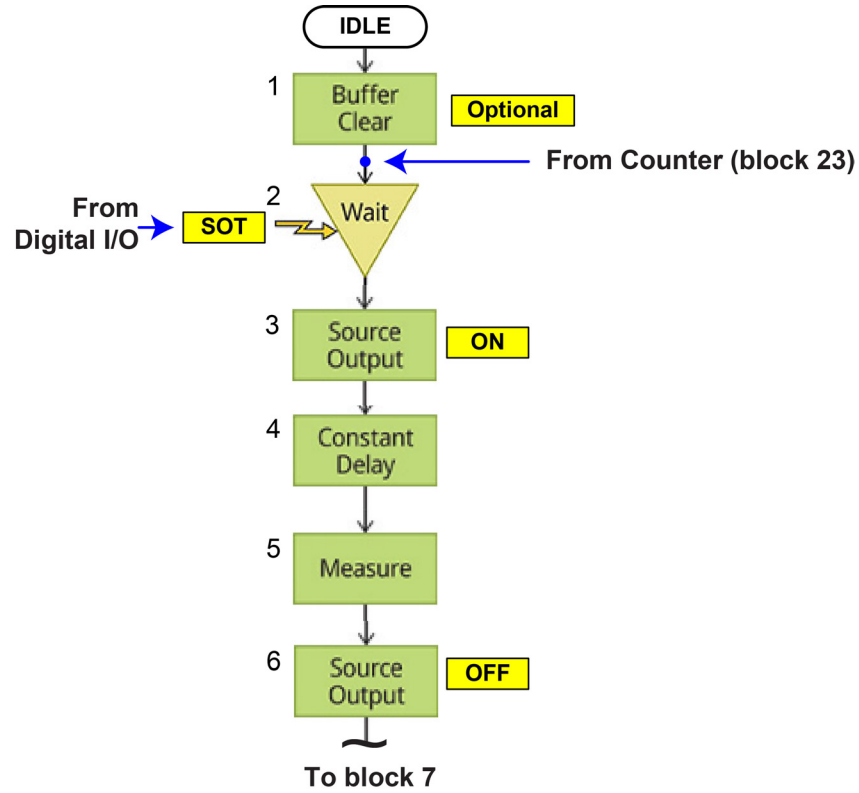 IDLE
1
Buffer
Clear
Optional
From Counter (block 23)
From
Digital I/O
SOT
2
Wait
3
Source
Output
ON
4
Constant
Delay
5
Measure
6
Source
Output
OFF
To block 7